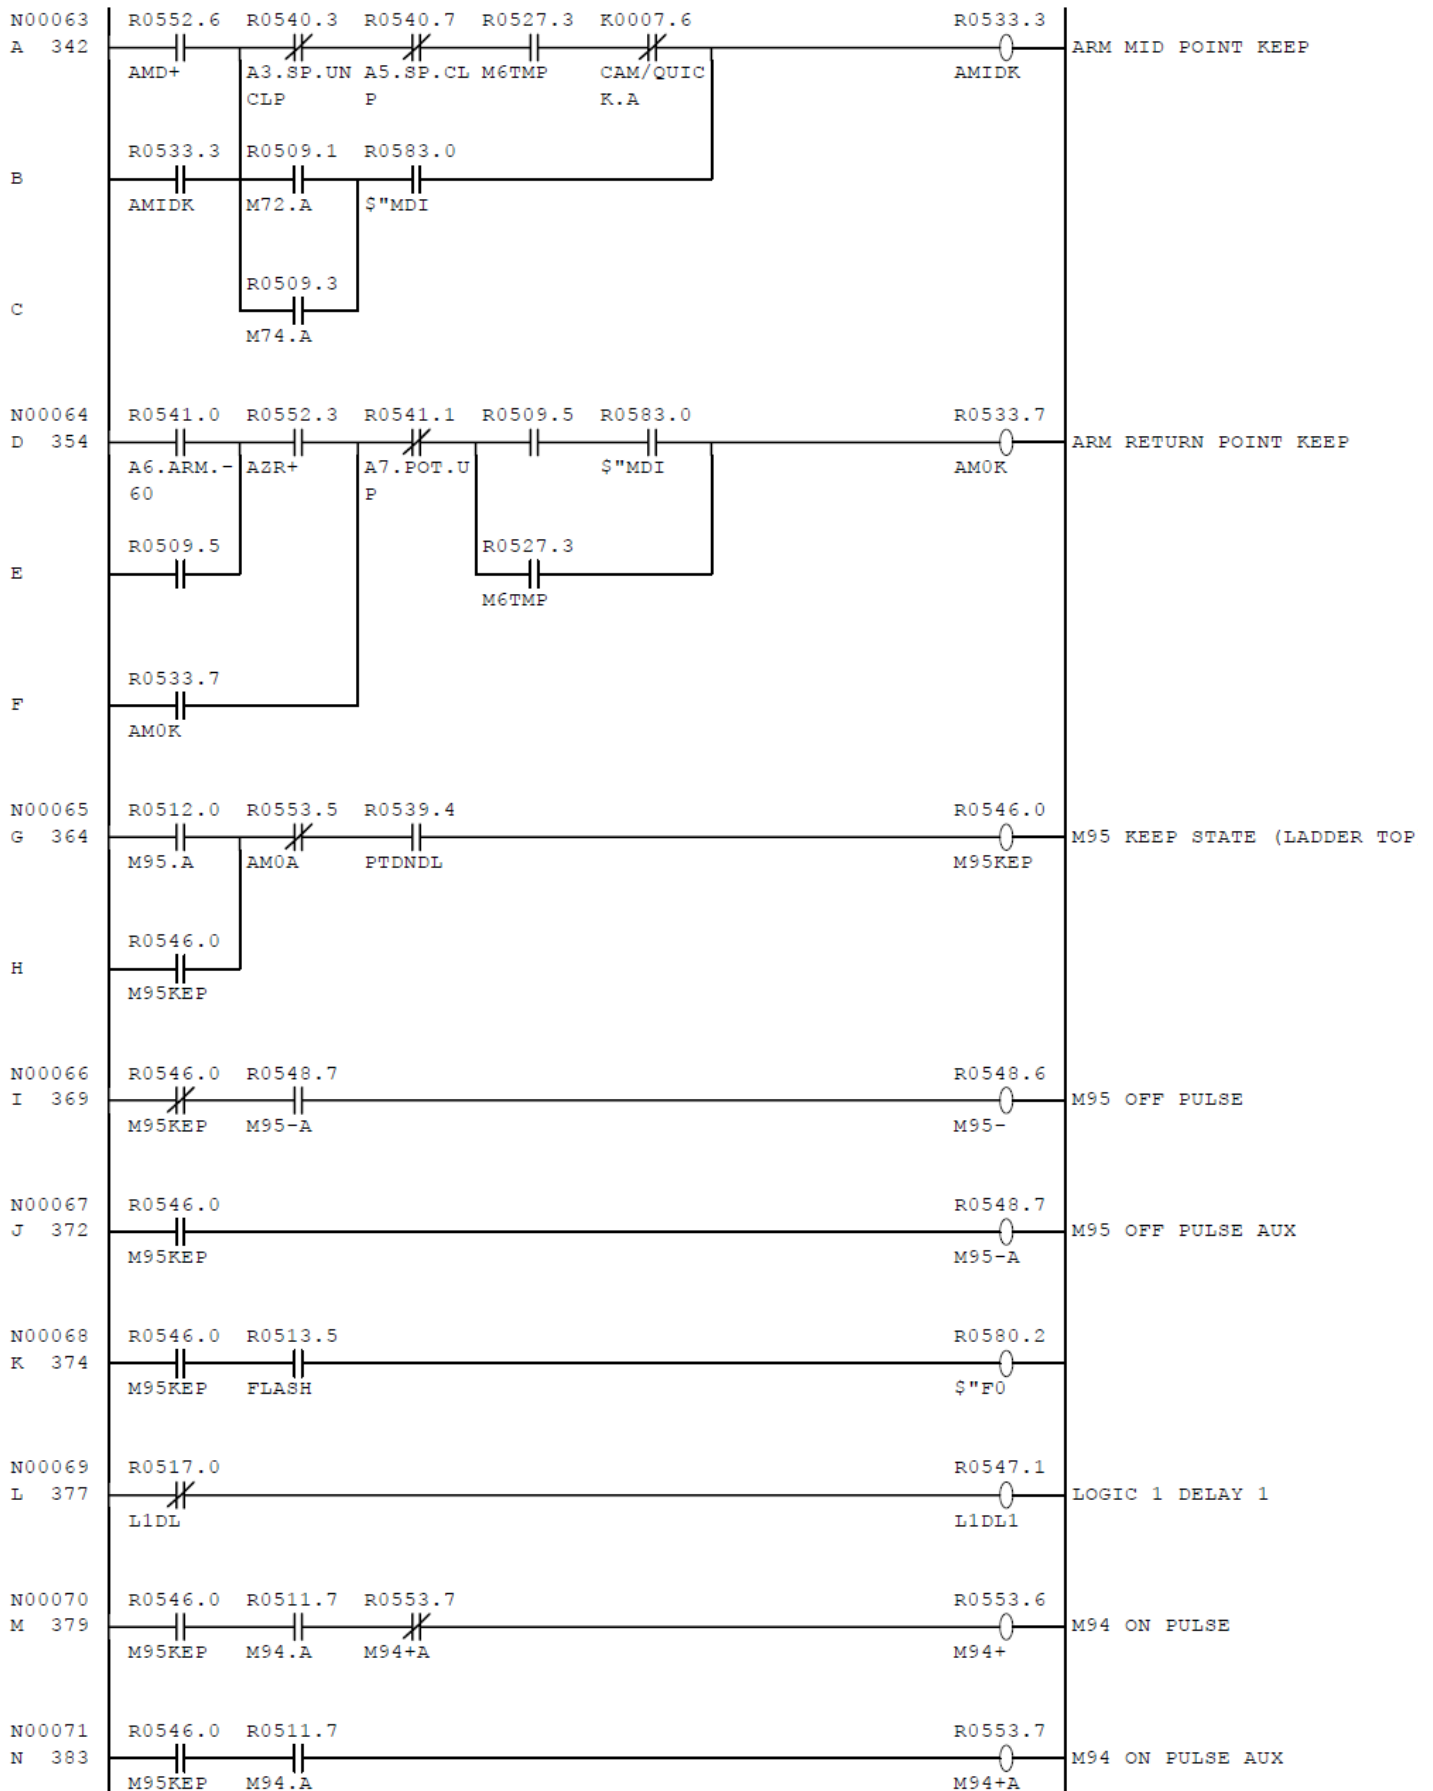 N00063 R0552.6 R0540.3 R0540.7 R0527.3 K0007.6 R0533.3
A 342 ARM MID POINT KEEP
AMD+ A3.SP.UN A5.SP.CL M6TMP CAM/QUIC AMIDK
CLP P K.A
R0533.3 R0509.1 R0583.0
B
AMIDK M72.A $"MDI
R0509.3
C
M74.A
N00064 R0541.0 R0552.3 R0541.1 R0509.5 R0583.0 R0533.7
D 354 ARM RETURN POINT KEEP
A6.ARM.- AZR+ A7.POT.U $"MDI AM0K
60 P
R0509.5 R0527.3
E
M6TMP
R0533.7
F
AM0K
N00065 R0512.0 R0553.5 R0539.4 R0546.0
G 364 M95 KEEP STATE (LADDER TOP
M95.A AM0A PTDNDL M95KEP
R0546.0
H
M95KEP
N00066 R0546.0 R0548.7 R0548.6
I 369 M95 OFF PULSE
M95KEP M95-A M95-
N00067 R0546.0 R0548.7
J 372 M95 OFF PULSE AUX
M95KEP M95-A
N00068 R0546.0 R0513.5 R0580.2
K 374
M95KEP FLASH $"F0
N00069 R0517.0 R0547.1
L 377 LOGIC 1 DELAY 1
L1DL L1DL1
N00070 R0546.0 R0511.7 R0553.7 R0553.6
M 379 M94 ON PULSE
M95KEP M94.A M94+A M94+
N00071 R0546.0 R0511.7 R0553.7
N 383 M94 ON PULSE AUX
M95KEP M94.A M94+A